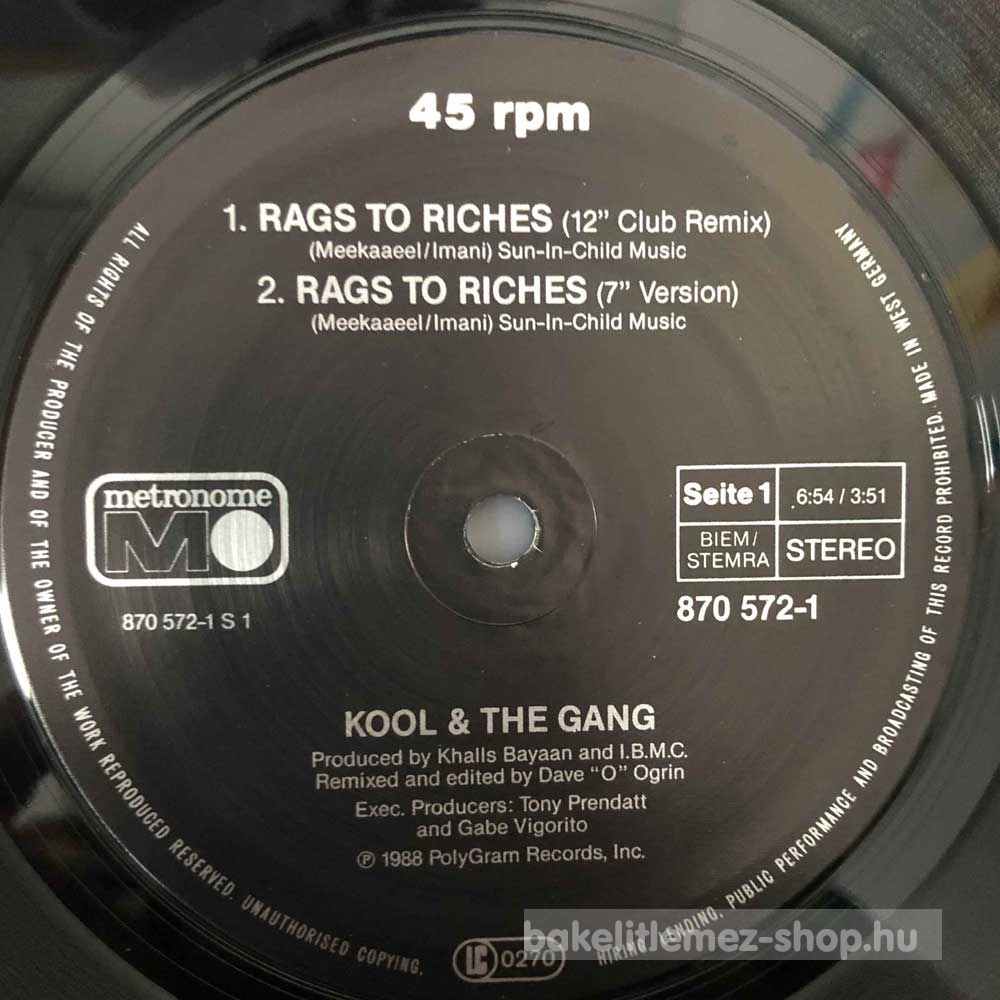 45 rpm
1. RAGS TO RICHES (12” Club Remix)
(Meekaaeel/Imani) Sun-In-Child Music
2. RAGS TO RICHES (7” Version)
(Meekaaeel/Imani) Sun-In-Child Music
metronome
M
870 572-1 S 1
Seite 1
6:54 / 3:51
BIEM/
STEMRA
STEREO
870 572-1
KOOL & THE GANG
Produced by Khalls Bayaan and I.B.M.C.
Remixed and edited by Dave “O” Ogrin
Exec. Producers: Tony Prendatt
and Gabe Vigorito
Ⓟ 1988 PolyGram Records, Inc.
ALL RIGHTS OF THE PRODUCER AND OF THE OWNER OF THE WORK REPRODUCED RESERVED. UNAUTHORISED COPYING, HIRING, LENDING, PUBLIC PERFORMANCE AND BROADCASTING OF THIS RECORD PROHIBITED. MADE IN WEST GERMANY
LC 0270
bakelitlemez-shop.hu